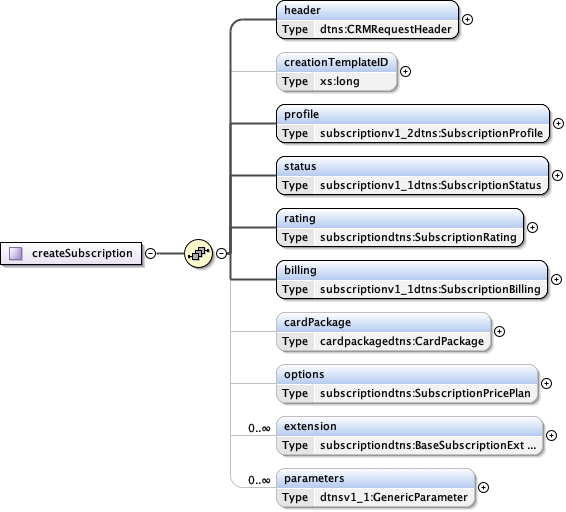 header
Type dtns:CRMRequestHeader
creationTemplateID
Type xs:long
profile
Type subscriptionv1_2dtns:SubscriptionProfile
status
Type subscriptionv1_1dtns:SubscriptionStatus
rating
Type subscriptiondtns:SubscriptionRating
createSubscription
billing
Type subscriptionv1_1dtns:SubscriptionBilling
cardPackage
Type cardpackagedtns:CardPackage
options
Type subscriptiondtns:SubscriptionPricePlan
0..∞ extension
Type subscriptiondtns:BaseSubscriptionExt ...
0..∞ parameters
Type dtnsv1_1:GenericParameter